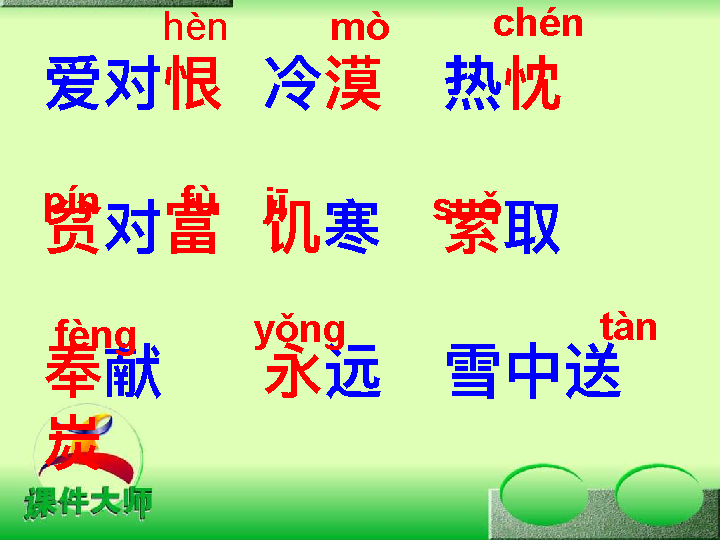 hèn mò chén
爱对恨 冷漠 热忱
pín fù jī suǒ
贫对富 饥寒 索取
fèng yǒng tàn
奉献 永远 雪中送
炭
课件大师